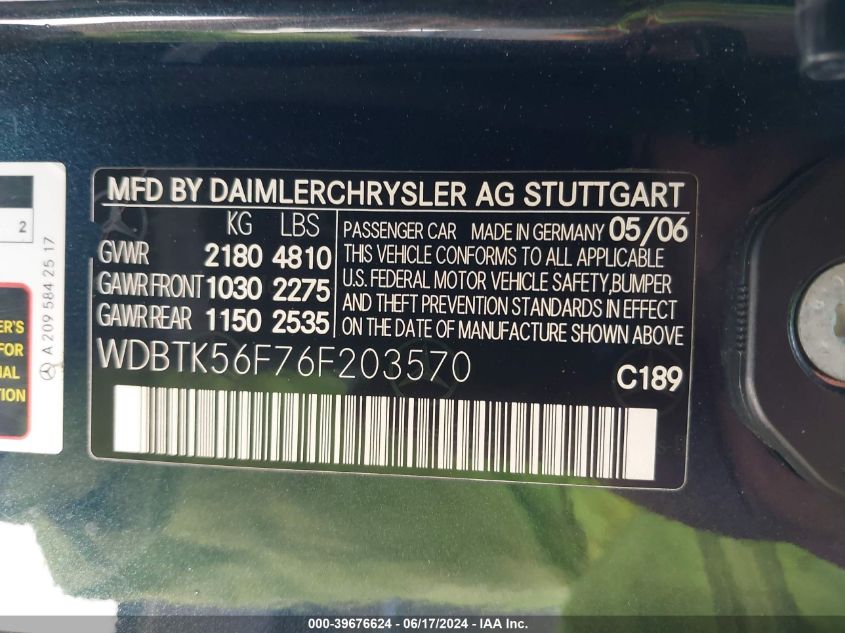 MFD BY DAIMLERCHRYSLER AG STUTTGART
KG LBS
GVWR 2180 4810
GAWR FRONT 1030 2275
GAWR REAR 1150 2535
PASSENGER CAR MADE IN GERMANY 05/06
THIS VEHICLE CONFORMS TO ALL APPLICABLE
U.S. FEDERAL MOTOR VEHICLE SAFETY, BUMPER
AND THEFT PREVENTION STANDARDS IN EFFECT
ON THE DATE OF MANUFACTURE SHOWN ABOVE
WDBTK56F76F203570
C189
2
A 209 584 25 17
ER'S
FOR
IAL
TION
000-39676624 - 06/17/2024 - IAA Inc.